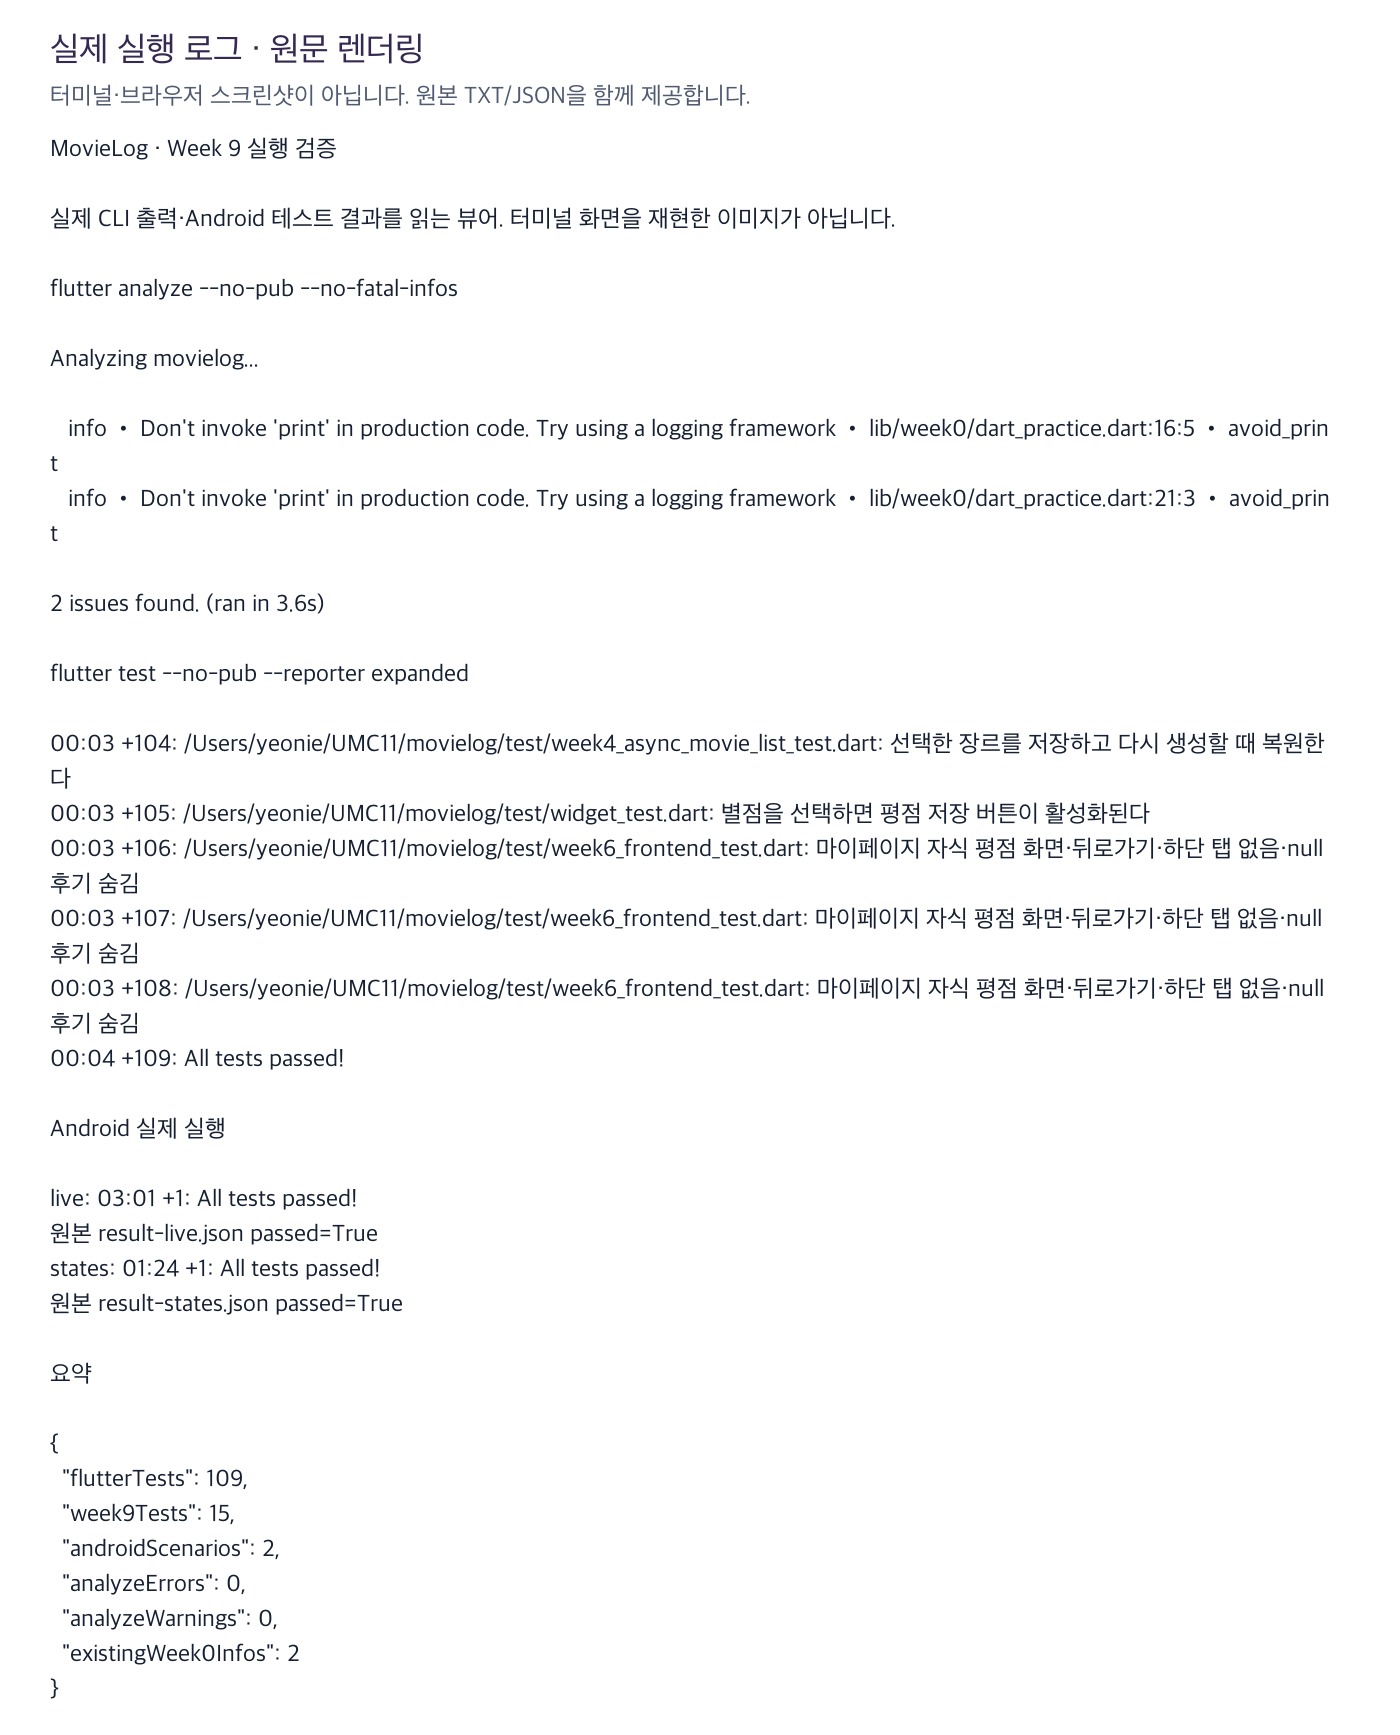 실제 실행 로그 · 원문 렌더링
터미널·브라우저 스크린샷이 아닙니다. 원본 TXT/JSON을 함께 제공합니다.
MovieLog · Week 9 실행 검증
실제 CLI 출력·Android 테스트 결과를 읽는 뷰어. 터미널 화면을 재현한 이미지가 아닙니다.
flutter analyze --no-pub --no-fatal-infos
Analyzing movielog...
info • Don't invoke 'print' in production code. Try using a logging framework • lib/week0/dart_practice.dart:16:5 • avoid_prin
t
info • Don't invoke 'print' in production code. Try using a logging framework • lib/week0/dart_practice.dart:21:3 • avoid_prin
t
2 issues found. (ran in 3.6s)
flutter test --no-pub --reporter expanded
00:03 +104: /Users/yeonie/UMC11/movielog/test/week4_async_movie_list_test.dart: 선택한 장르를 저장하고 다시 생성할 때 복원한
다
00:03 +105: /Users/yeonie/UMC11/movielog/test/widget_test.dart: 별점을 선택하면 평점 저장 버튼이 활성화된다
00:03 +106: /Users/yeonie/UMC11/movielog/test/week6_frontend_test.dart: 마이페이지 자식 평점 화면·뒤로가기·하단 탭 없음·null
후기 숨김
00:03 +107: /Users/yeonie/UMC11/movielog/test/week6_frontend_test.dart: 마이페이지 자식 평점 화면·뒤로가기·하단 탭 없음·null
후기 숨김
00:03 +108: /Users/yeonie/UMC11/movielog/test/week6_frontend_test.dart: 마이페이지 자식 평점 화면·뒤로가기·하단 탭 없음·null
후기 숨김
00:04 +109: All tests passed!
Android 실제 실행
live: 03:01 +1: All tests passed!
원본 result-live.json passed=True
states: 01:24 +1: All tests passed!
원본 result-states.json passed=True
요약
{
"flutterTests": 109,
"week9Tests": 15,
"androidScenarios": 2,
"analyzeErrors": 0,
"analyzeWarnings": 0,
"existingWeek0Infos": 2
}